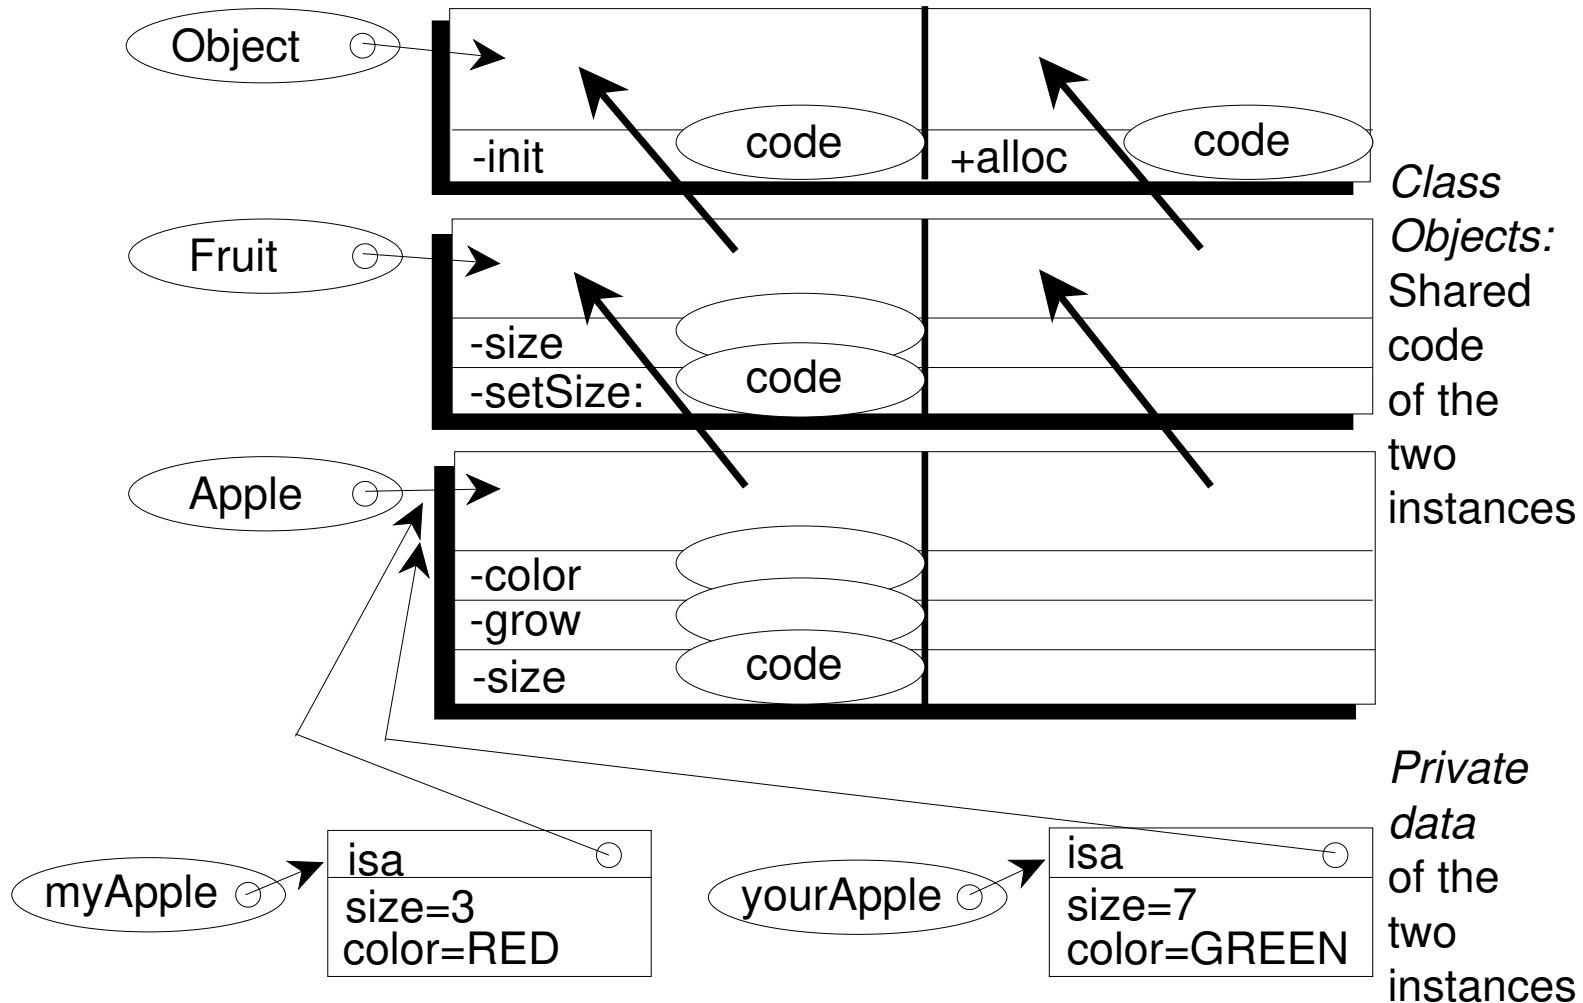 Object
code
code
-init
+alloc
Class
Objects:
Shared
code
of the
two
instances
Fruit
-size
code
-setSize:
Apple
-color
-grow
code
-size
Private
data
of the
two
instances
myApple
isa
size=3
color=RED
yourApple
isa
size=7
color=GREEN